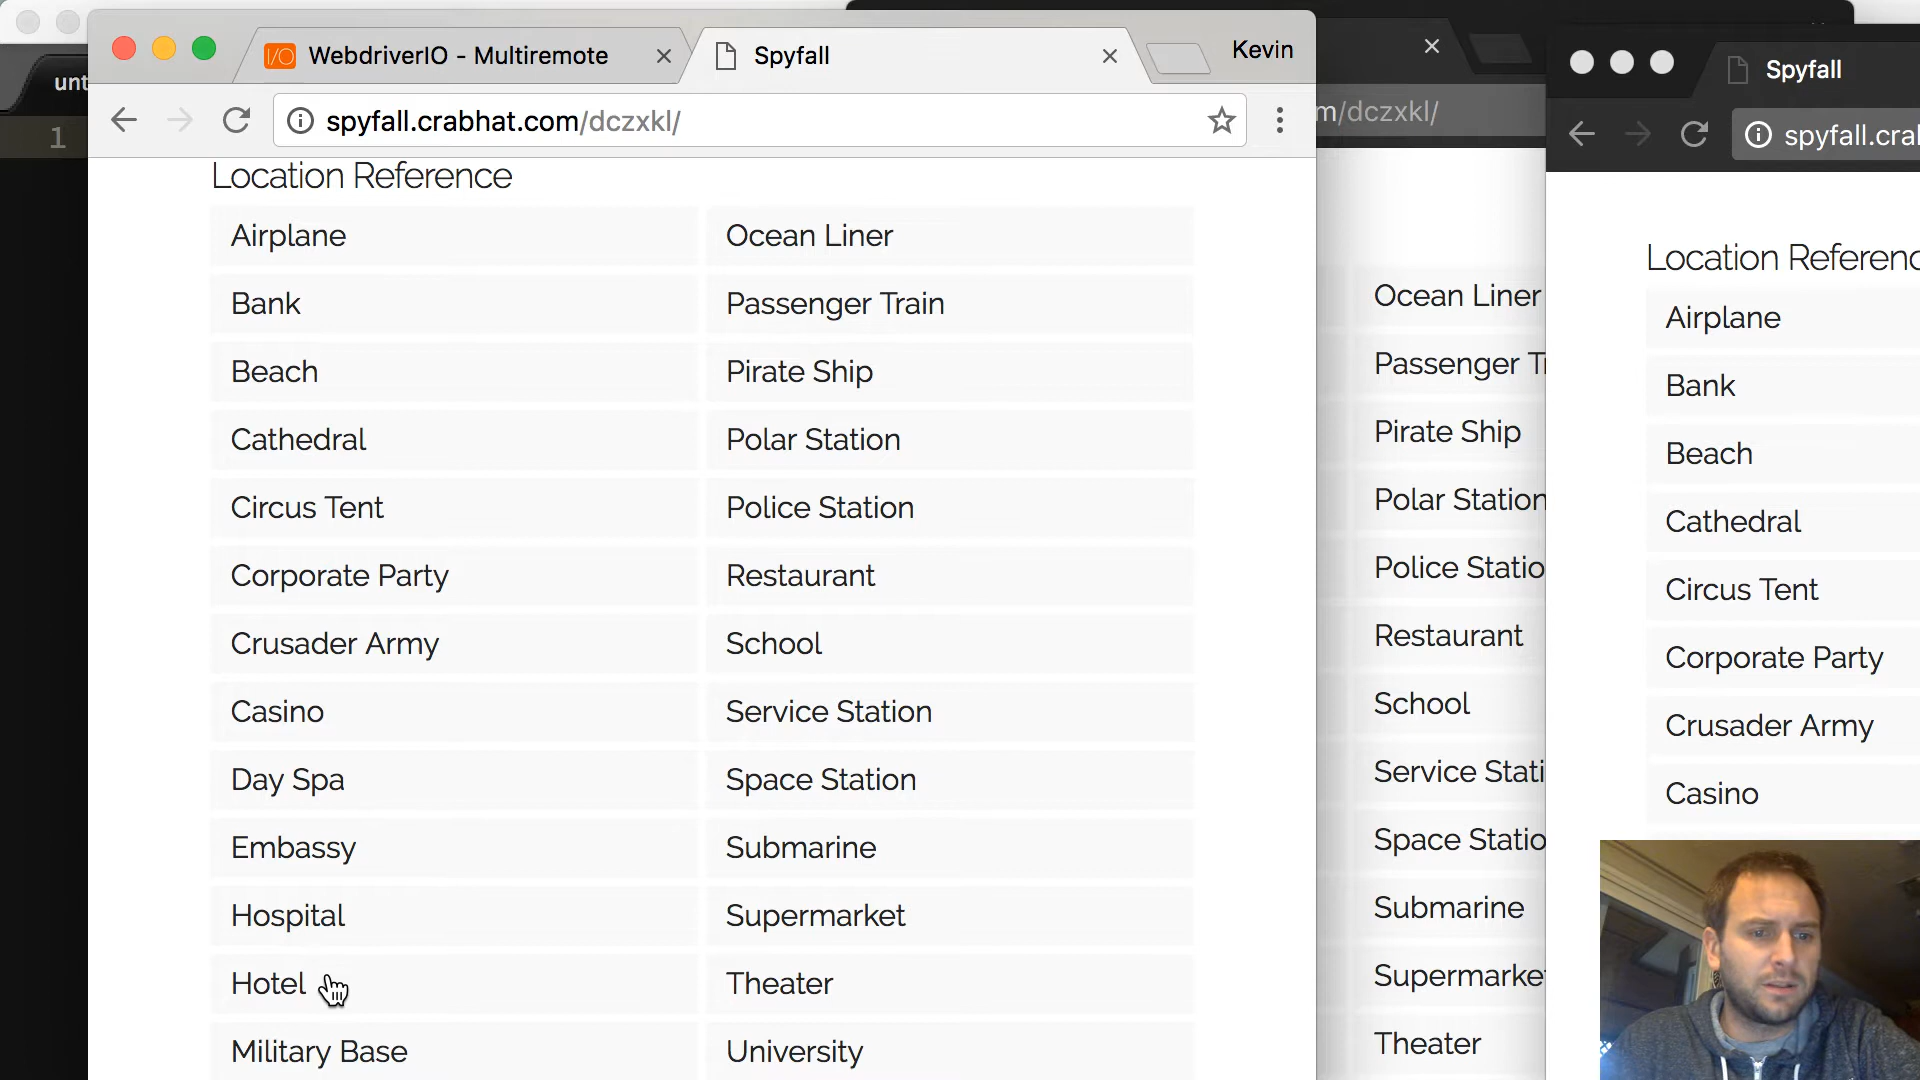 unt
WebdriverIO - Multiremote
Spyfall
Kevin
spyfall.crabhat.com/dczxkl/
1
Location Reference
Airplane
Ocean Liner
Bank
Passenger Train
Beach
Pirate Ship
Cathedral
Polar Station
Circus Tent
Police Station
Corporate Party
Restaurant
Crusader Army
School
Casino
Service Station
Day Spa
Space Station
Embassy
Submarine
Hospital
Supermarket
Hotel
Theater
Military Base
University
m/dczxkl/
Ocean Liner
Passenger Tr
Pirate Ship
Polar Station
Police Statio
Restaurant
School
Service Stati
Space Statio
Submarine
Supermarke
Theater
Spyfall
spyfall.cral
Location Referenc
Airplane
Bank
Beach
Cathedral
Circus Tent
Corporate Party
Crusader Army
Casino